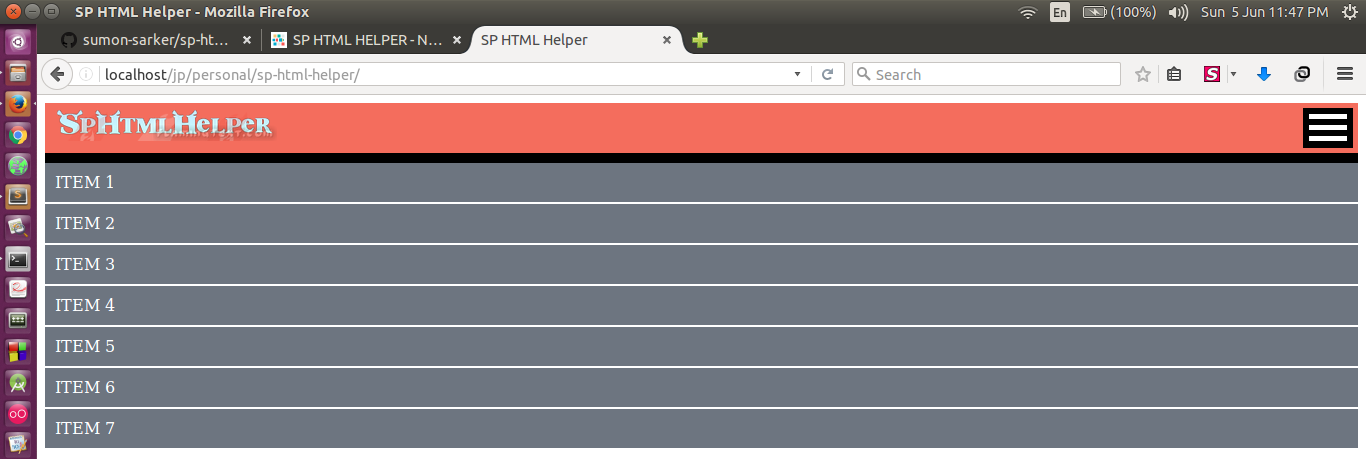 SP HTML Helper - Mozilla Firefox
En (100%) Sun 5 Jun 11:47 PM
sumon-sarker/sp-ht... SP HTML HELPER - N... SP HTML Helper
localhost/jp/personal/sp-html-helper/ Search
SpHtmlHelper
ITEM 1
ITEM 2
ITEM 3
ITEM 4
ITEM 5
ITEM 6
ITEM 7